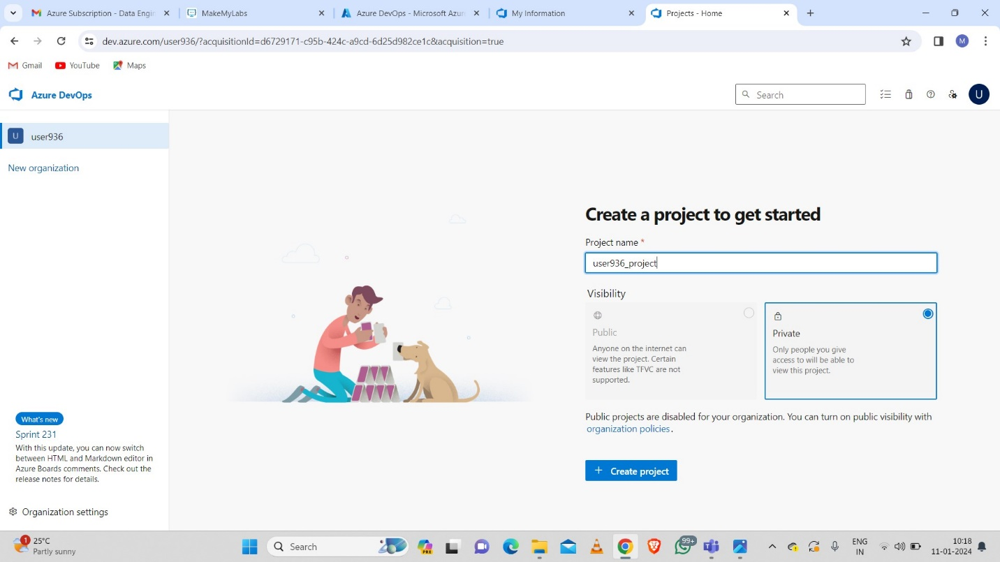 Azure Subscription - Data Engin
MakeMyLabs
Azure DevOps - Microsoft Azur
My Information
Projects - Home
dev.azure.com/user936/?acquisitionId=d6729171-c95b-424c-a9cd-6d25d982ce1c&acquisition=true
M
Gmail
YouTube
Maps
Azure DevOps
Search
U
U
user936
New organization
Create a project to get started
Project name *
user936_project
Visibility
Public
Anyone on the internet can
view the project. Certain
features like TFVC are not
supported.
Private
Only people you give
access to will be able to
view this project.
Public projects are disabled for your organization. You can turn on public visibility with
organization policies.
+ Create project
What's new
Sprint 231
With this update, you can now switch
between HTML and Markdown editor in
Azure Boards comments. Check out the
release notes for details.
Organization settings
1
25°C
Partly sunny
Search
PRE
99+
ENG
IN
10:18
11-01-2024